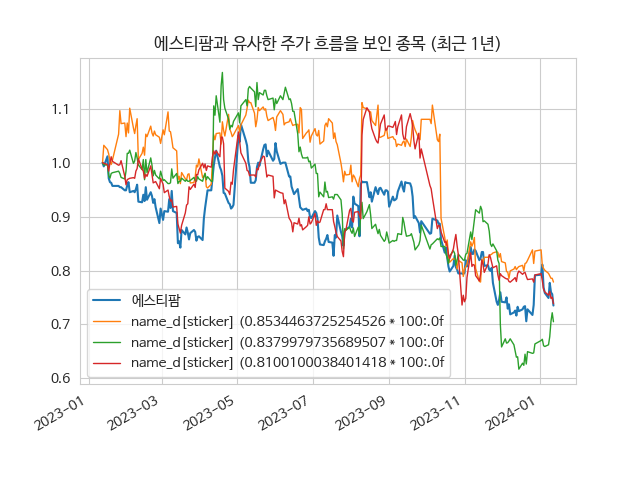 에스티팜과 유사한 주가 흐름을 보인 종목 (최근 1년)
1.1
1.0
0.9
0.8
0.7
0.6
에스티팜
name_d[sticker] (0.8534463725254526 * 100:.0f
name_d[sticker] (0.8379979735689507 * 100:.0f
name_d[sticker] (0.8100100038401418 * 100:.0f
2023-01
2023-03
2023-05
2023-07
2023-09
2023-11
2024-01